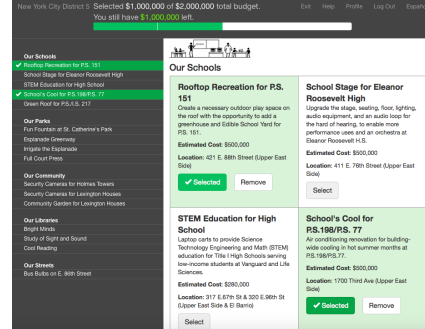 New York City District 5 Selected $1,000,000 of $2,000,000 total budget.
Exit Help Profile Log Out
You still have $1,000,000 left.
Our Schools
Rooftop Recreation for P.S. 151
School Stage for Eleanor Roosevelt High
STEM Education for High School
School's Cool for P.S.198/P.S. 77
Green Roof for P.S./I.S. 217
Our Parks
Fun Fountain at St. Catherine's Park
Esplanade Greenway
Irrigate the Esplanade
Full Court Press
Our Community
Security Cameras for Holmes Towers
Security Cameras for Lexington Houses
Community Garden for Lexington Houses
Our Libraries
Bright Minds
Study of Sight and Sound
Cool Reading
Our Streets
Bus Bulbs on E. 86th Street
Our Schools
Rooftop Recreation for P.S.
151
Create a necessary outdoor play space on
the roof with the opportunity to add a
greenhouse and Edible School Yard for
P.S. 151.
Estimated Cost: $500,000
Location: 421 E. 88th Street (Upper East
Side)
Selected Remove
School Stage for Eleanor
Roosevelt High
Upgrade the stage, seating, floor, lighting,
audio equipment, and an audio loop for
the hard of hearing, to enable more
performance uses and an orchestra at
Eleanor Roosevelt H.S.
Estimated Cost: $500,000
Location: 411 E. 76th Street (Upper East
Side)
Select
STEM Education for High
School
Laptop carts to provide Science
Technology Engineering and Math (STEM)
education for Title I High Schools serving
low-income students at Vanguard and Life
Sciences.
Estimated Cost: $280,000
Location: 317 E.67th St & 320 E.96th St
(Upper East Side & El Barrio)
Select
School's Cool for
P.S.198/P.S. 77
Air conditioning renovation for building-
wide cooling in hot summer months at
P.S.198/P.S.77.
Estimated Cost: $500,000
Location: 1700 Third Ave (Upper East
Side)
Selected Remove